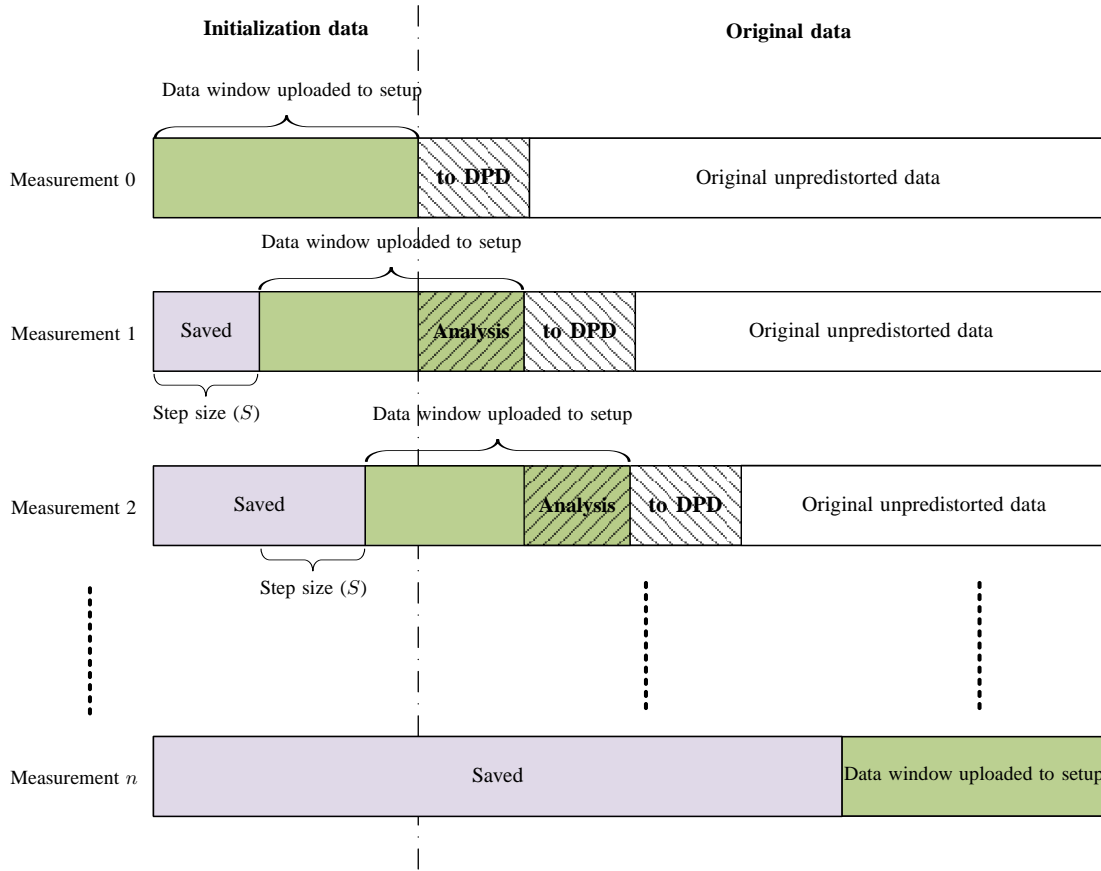 Initialization data
Original data
Data window uploaded to setup
Measurement 0
to DPD
Original unpredistorted data
Data window uploaded to setup
Measurement 1
Saved
Analysis
to DPD
Original unpredistorted data
Step size (S)
Data window uploaded to setup
Measurement 2
Saved
Analysis
to DPD
Original unpredistorted data
Step size (S)
Measurement n
Saved
Data window uploaded to setup